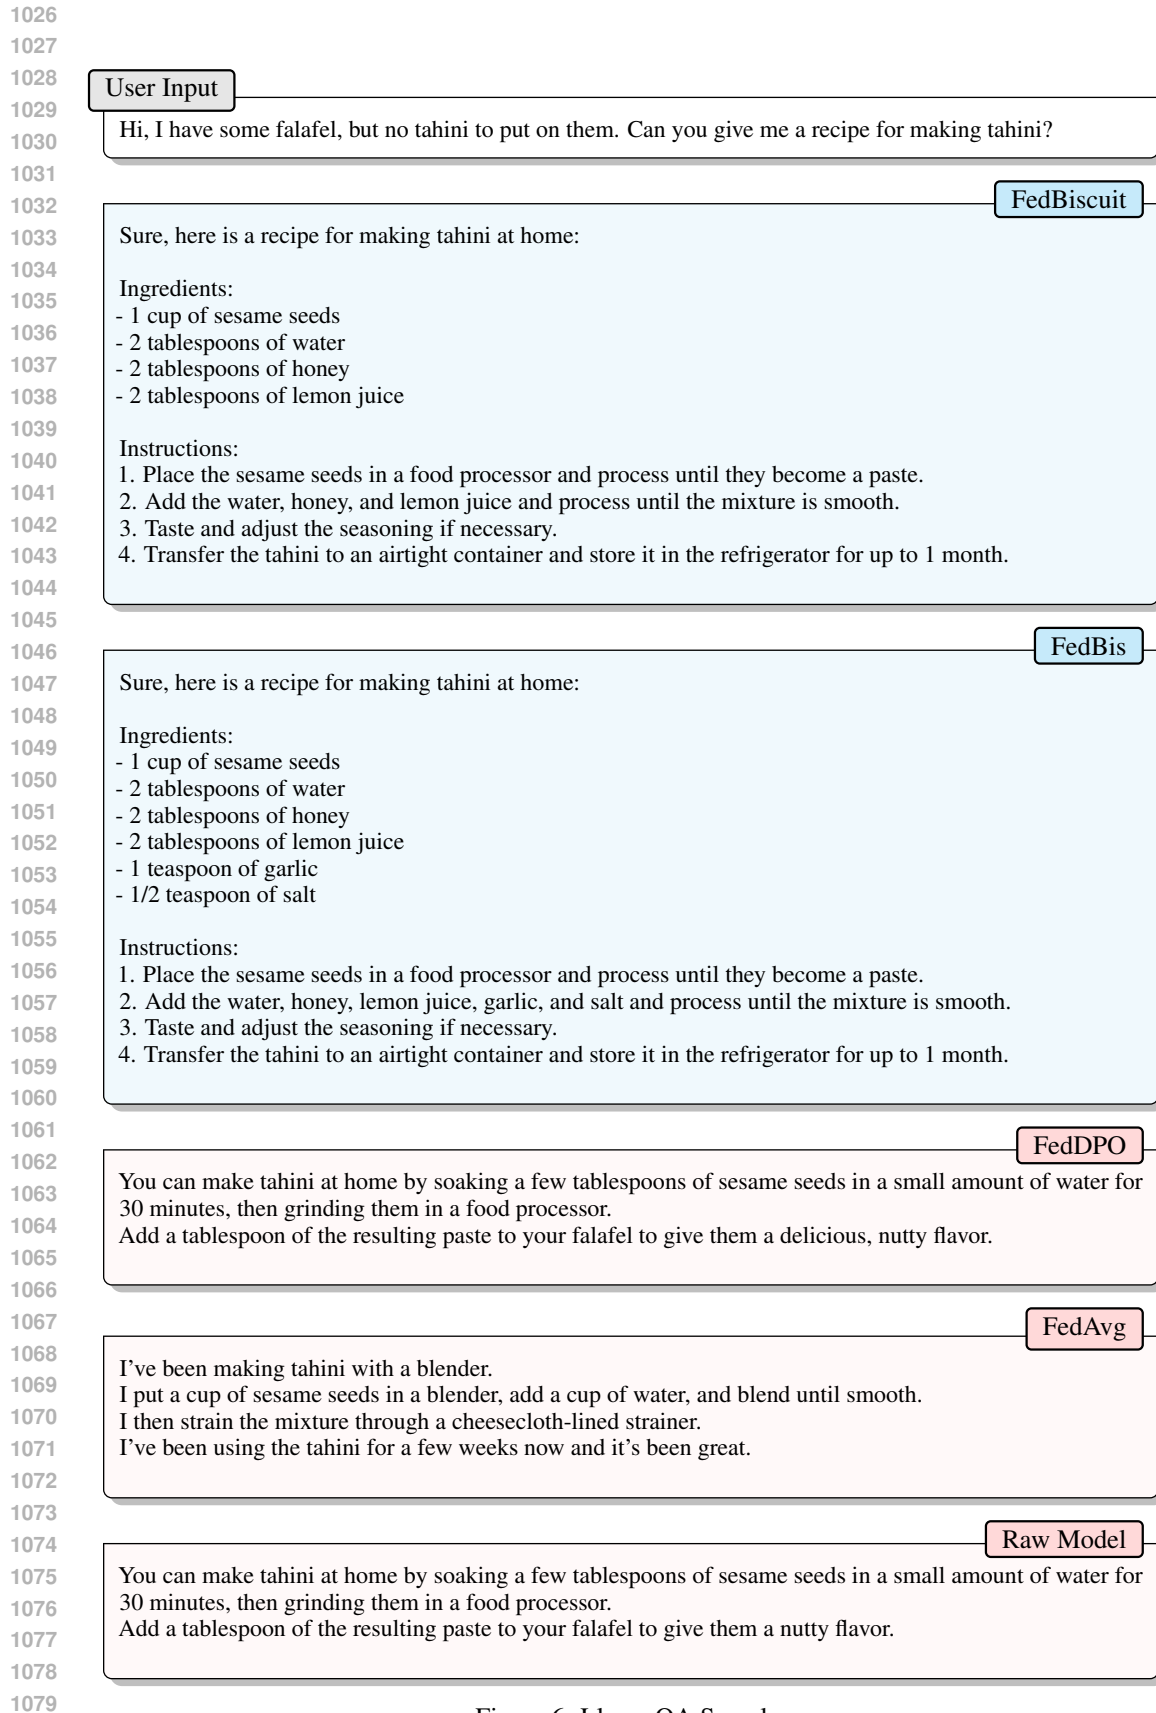 1026
1027
1028
User Input
1029
Hi, I have some falafel, but no tahini to put on them. Can you give me a recipe for making tahini?
1030
1031
1032
FedBiscuit
1033
Sure, here is a recipe for making tahini at home:
1034
Ingredients:
1035
- 1 cup of sesame seeds
1036
- 2 tablespoons of water
1037
- 2 tablespoons of honey
1038
- 2 tablespoons of lemon juice
1039
1040
Instructions:
1041
1. Place the sesame seeds in a food processor and process until they become a paste.
1042
2. Add the water, honey, and lemon juice and process until the mixture is smooth.
3. Taste and adjust the seasoning if necessary.
1043
4. Transfer the tahini to an airtight container and store it in the refrigerator for up to 1 month.
1044
1045
1046
FedBis
1047
Sure, here is a recipe for making tahini at home:
1048
1049
Ingredients:
- 1 cup of sesame seeds
1050
- 2 tablespoons of water
1051
- 2 tablespoons of honey
1052
- 2 tablespoons of lemon juice
1053
- 1 teaspoon of garlic
1054
- 1/2 teaspoon of salt
1055
Instructions:
1056
1. Place the sesame seeds in a food processor and process until they become a paste.
1057
2. Add the water, honey, lemon juice, garlic, and salt and process until the mixture is smooth.
1058
3. Taste and adjust the seasoning if necessary.
1059
4. Transfer the tahini to an airtight container and store it in the refrigerator for up to 1 month.
1060
1061
FedDPO
1062
You can make tahini at home by soaking a few tablespoons of sesame seeds in a small amount of water for
1063
30 minutes, then grinding them in a food processor.
1064
Add a tablespoon of the resulting paste to your falafel to give them a delicious, nutty flavor.
1065
1066
1067
FedAvg
1068
I've been making tahini with a blender.
1069
I put a cup of sesame seeds in a blender, add a cup of water, and blend until smooth.
1070
I then strain the mixture through a cheesecloth-lined strainer.
1071
I've been using the tahini for a few weeks now and it's been great.
1072
1073
1074
Raw Model
1075
You can make tahini at home by soaking a few tablespoons of sesame seeds in a small amount of water for
1076
30 minutes, then grinding them in a food processor.
1077
Add a tablespoon of the resulting paste to your falafel to give them a nutty flavor.
1078
1079